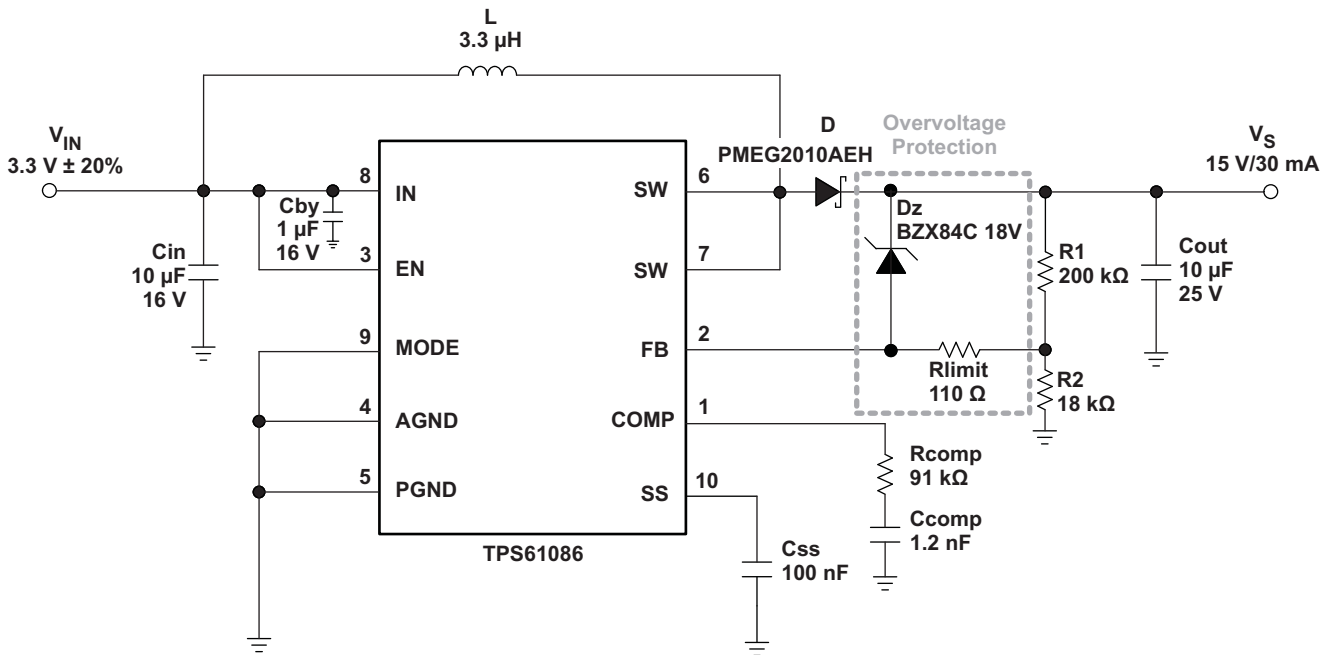 L
3.3 µH
VIN
3.3 V ± 20%
D
PMEG2010AEH
Overvoltage
Protection
VS
15 V/30 mA
8
IN
SW
6
Cby
1 µF
16 V
Dz
BZX84C 18V
Cin
10 µF
16 V
3
EN
SW
7
R1
200 kΩ
Cout
10 µF
25 V
9
MODE
FB
2
Rlimit
110 Ω
R2
18 kΩ
4
AGND
COMP
1
5
PGND
SS
10
Rcomp
91 kΩ
Ccomp
1.2 nF
TPS61086
Css
100 nF